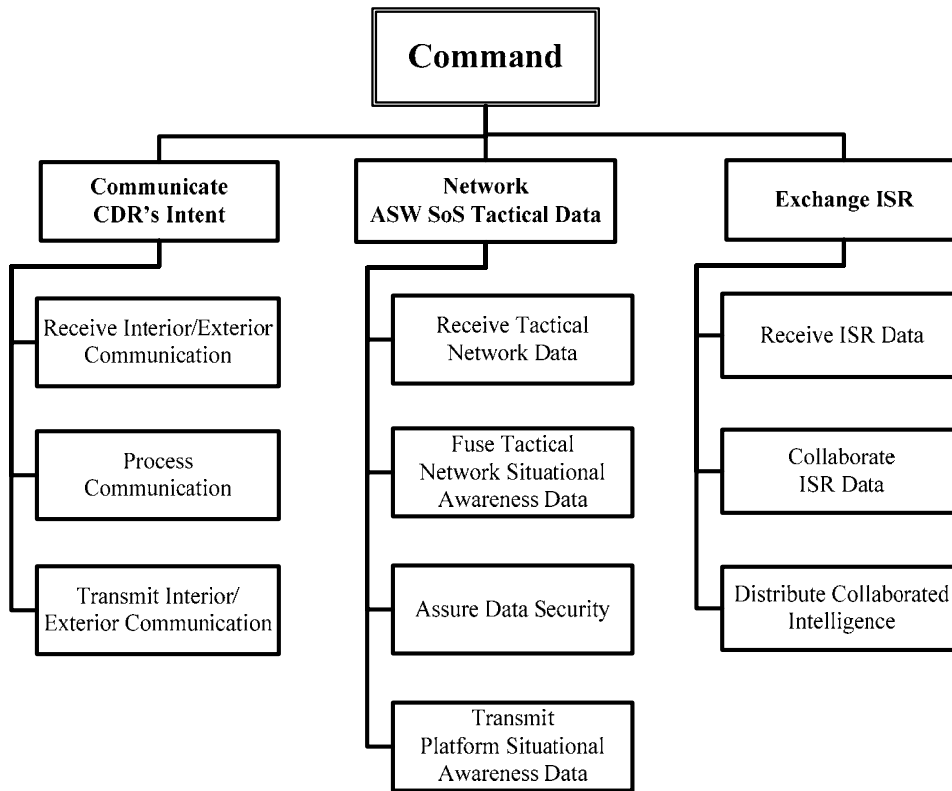 Command
Communicate
CDR's Intent
Receive Interior/Exterior
Communication
Process
Communication
Transmit Interior/
Exterior Communication
Network
ASW SoS Tactical Data
Receive Tactical
Network Data
Fuse Tactical
Network Situational
Awareness Data
Assure Data Security
Transmit
Platform Situational
Awareness Data
Exchange ISR
Receive ISR Data
Collaborate
ISR Data
Distribute Collaborated
Intelligence